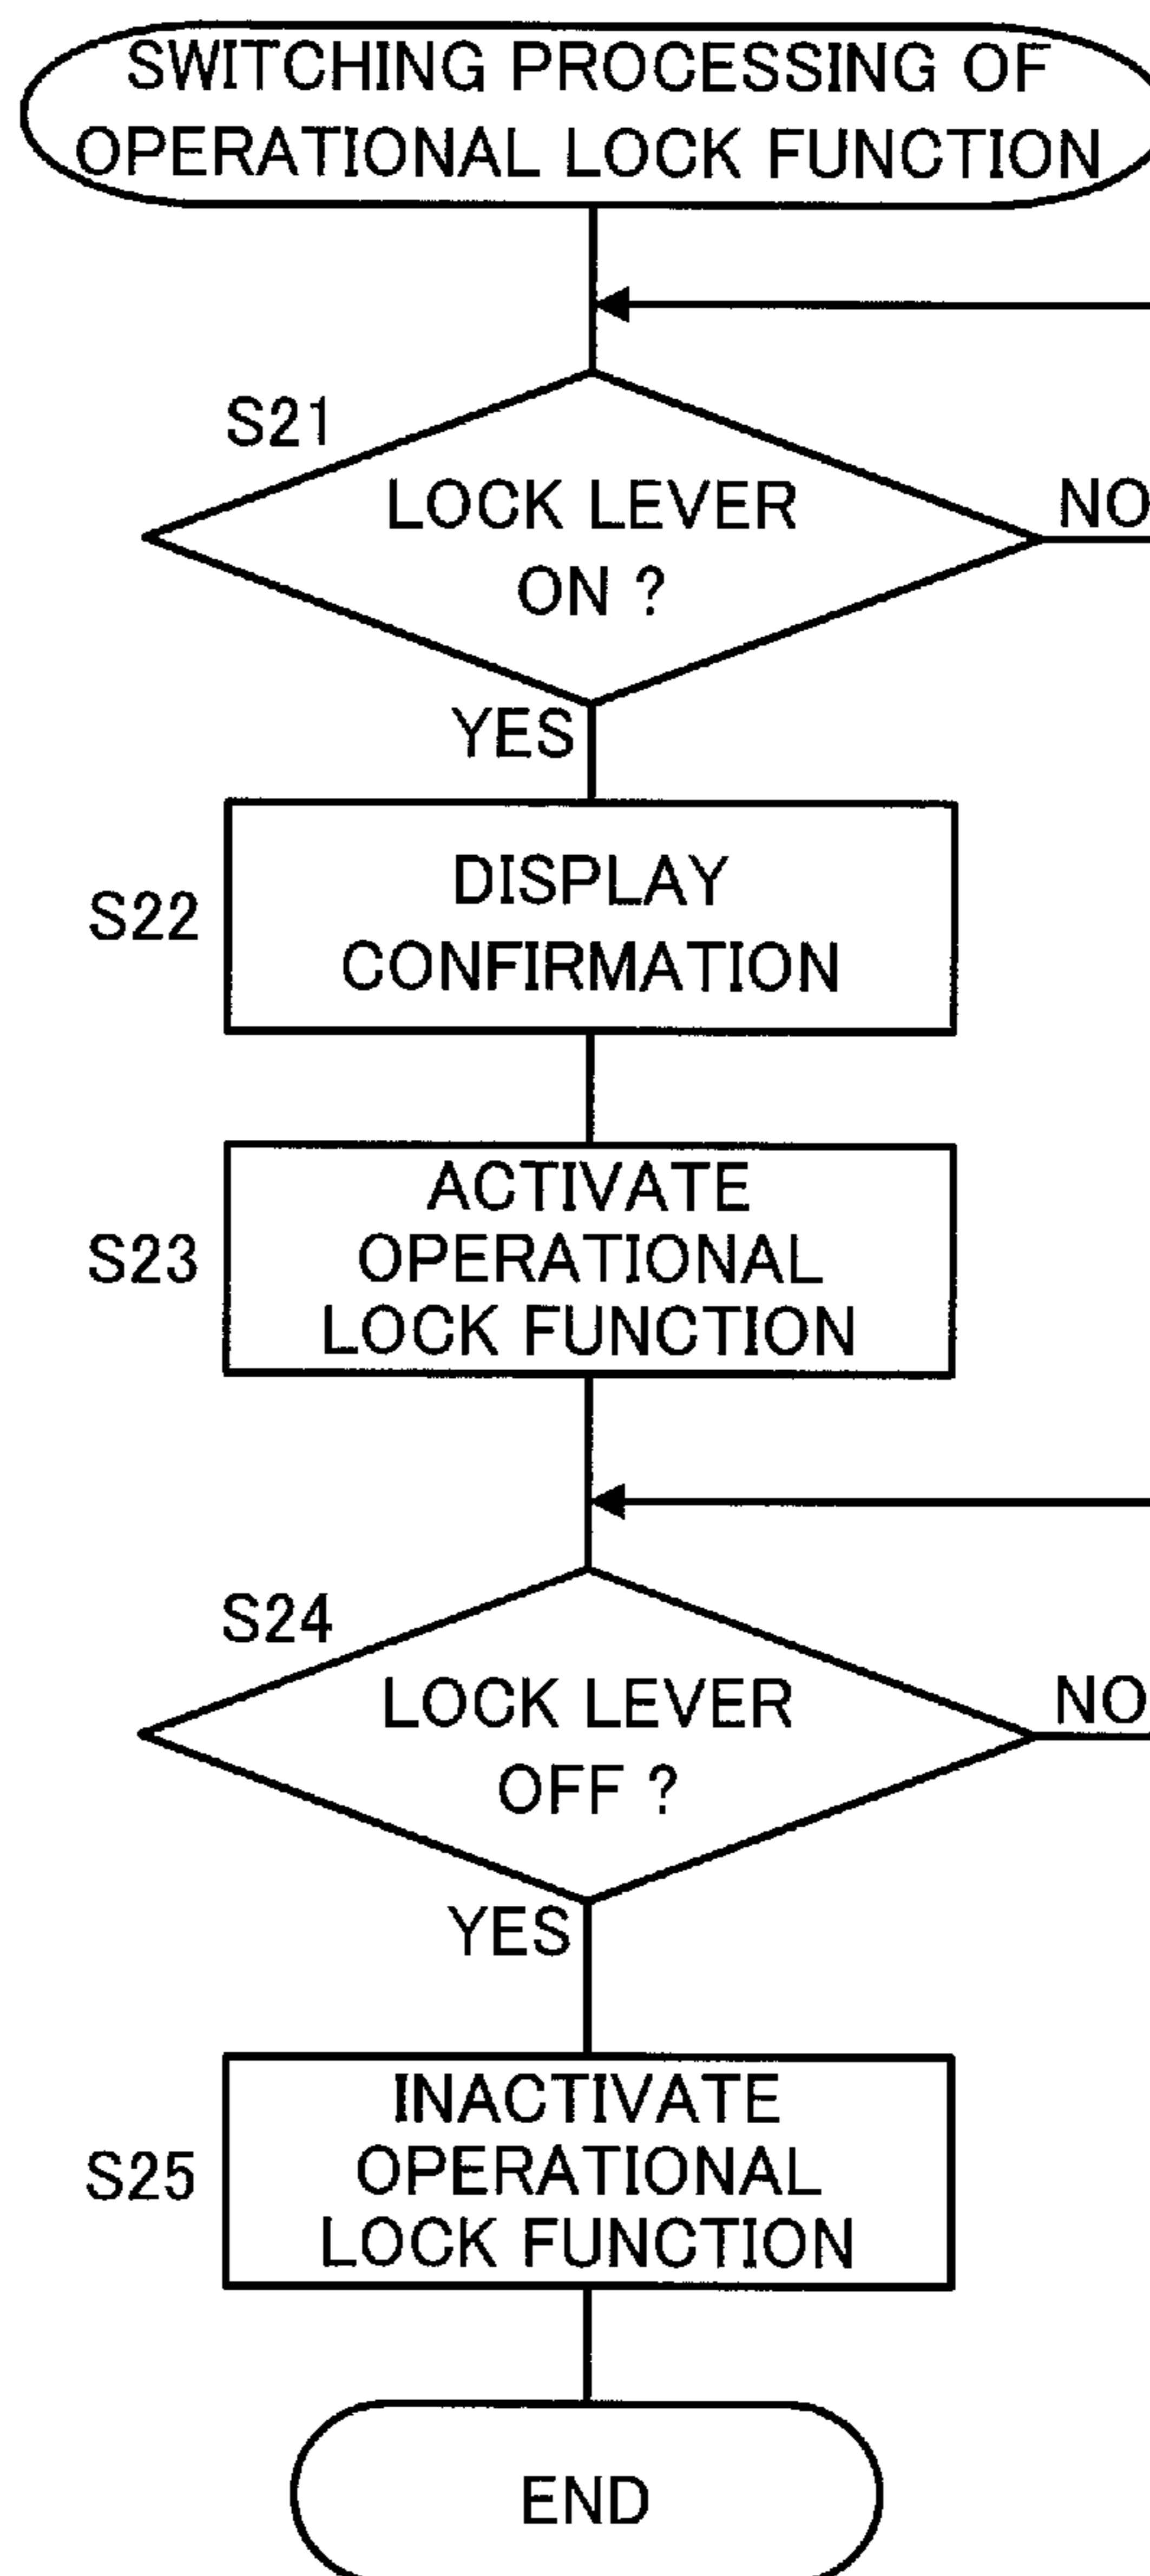 SWITCHING PROCESSING OF
OPERATIONAL LOCK FUNCTION
S21
LOCK LEVER
ON ?
NO
YES
S22
DISPLAY
CONFIRMATION
S23
ACTIVATE
OPERATIONAL
LOCK FUNCTION
S24
LOCK LEVER
OFF ?
NO
YES
S25
INACTIVATE
OPERATIONAL
LOCK FUNCTION
END